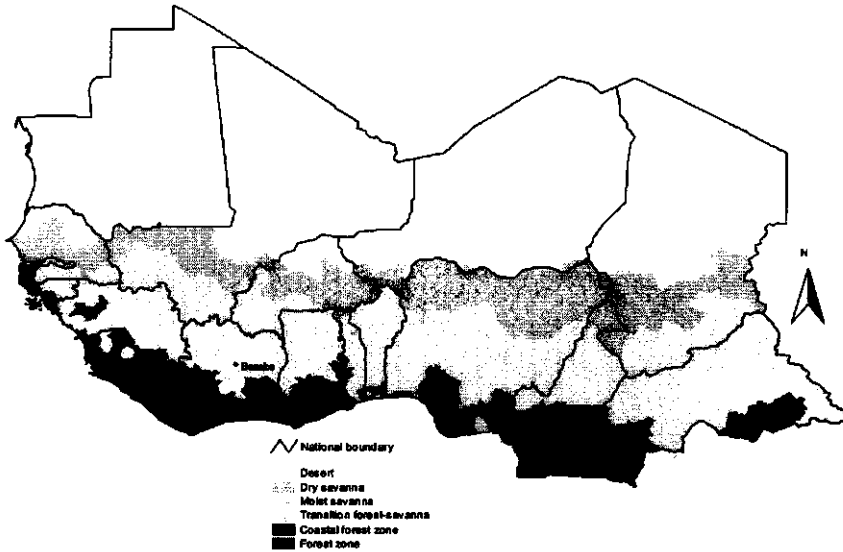 N
Bouake
National boundary
Desert
Dry savanna
Moist savanna
Transition forest-savanna
Coastal forest zone
Forest zone